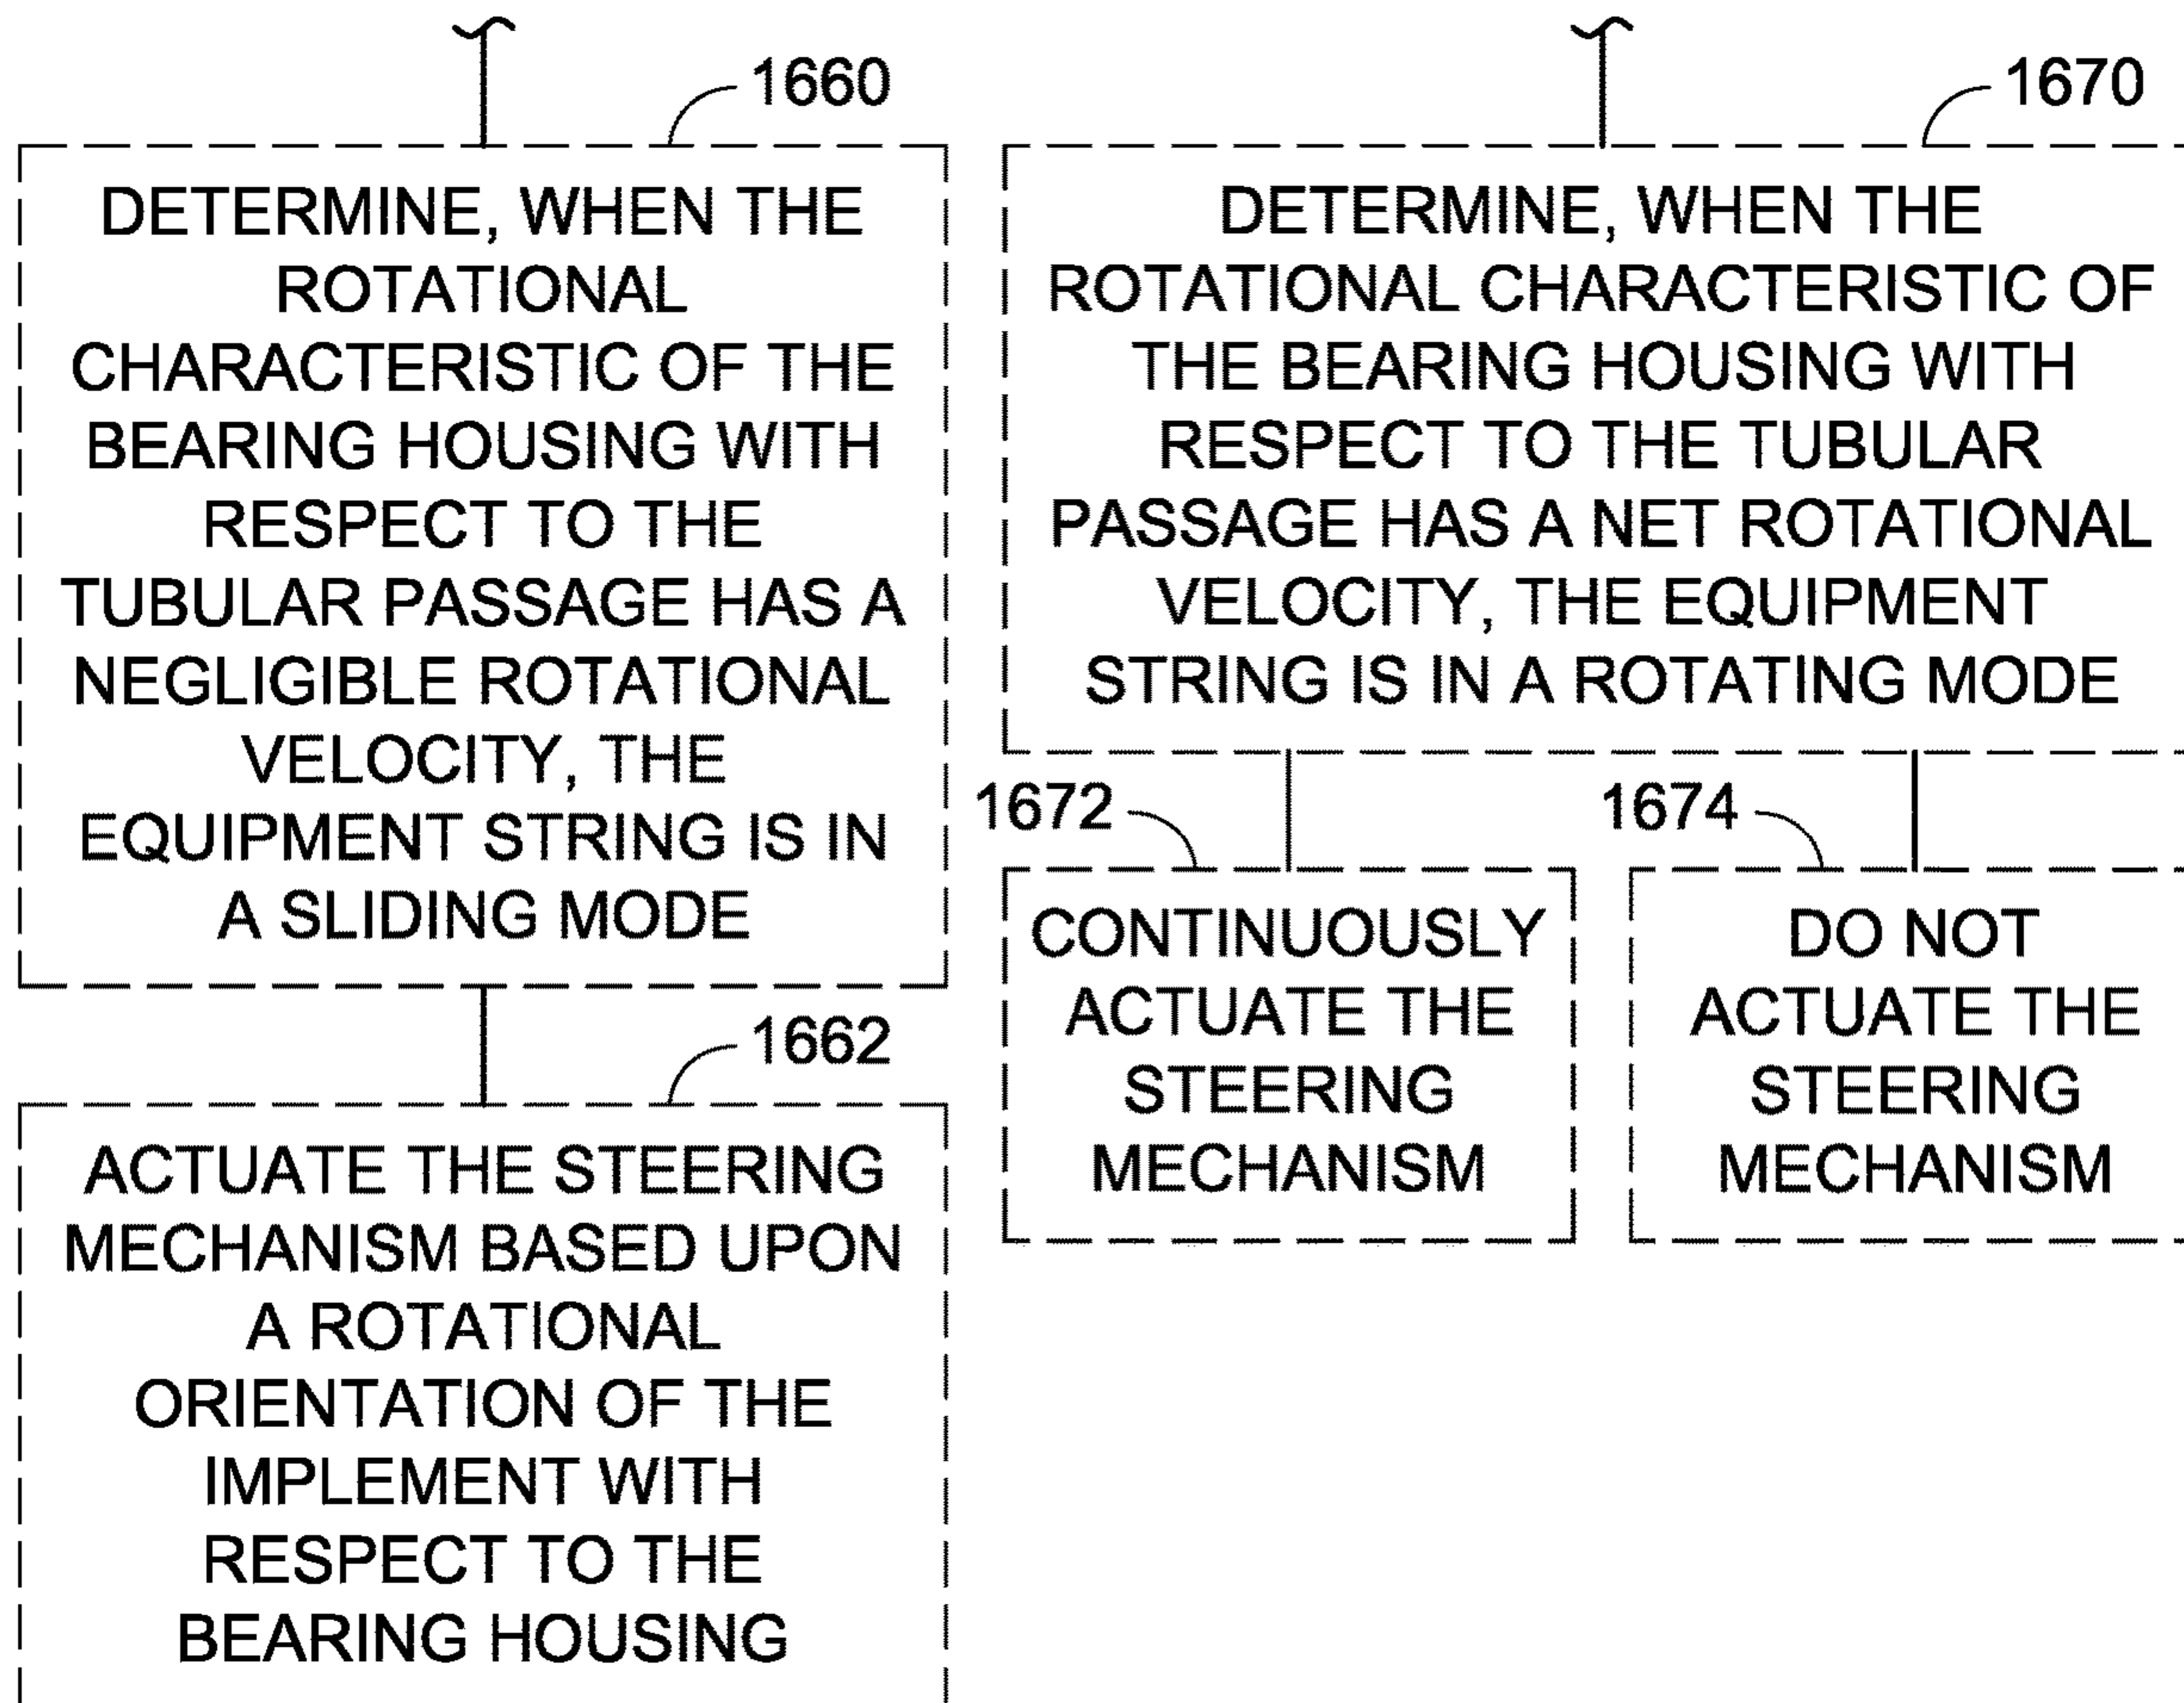 1660
DETERMINE, WHEN THE
ROTATIONAL
CHARACTERISTIC OF THE
BEARING HOUSING WITH
RESPECT TO THE
TUBULAR PASSAGE HAS A
NEGLIGIBLE ROTATIONAL
VELOCITY, THE
EQUIPMENT STRING IS IN
A SLIDING MODE
1662
ACTUATE THE STEERING
MECHANISM BASED UPON
A ROTATIONAL
ORIENTATION OF THE
IMPLEMENT WITH
RESPECT TO THE
BEARING HOUSING
1670
DETERMINE, WHEN THE
ROTATIONAL CHARACTERISTIC OF
THE BEARING HOUSING WITH
RESPECT TO THE TUBULAR
PASSAGE HAS A NET ROTATIONAL
VELOCITY, THE EQUIPMENT
STRING IS IN A ROTATING MODE
1672
CONTINUOUSLY
ACTUATE THE
STEERING
MECHANISM
1674
DO NOT
ACTUATE THE
STEERING
MECHANISM